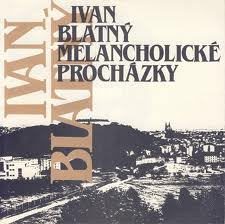 IVAN
BLATNÝ
MELANCHOLICKÉ
PROCHÁZKY
IVAN
BLATNÝ